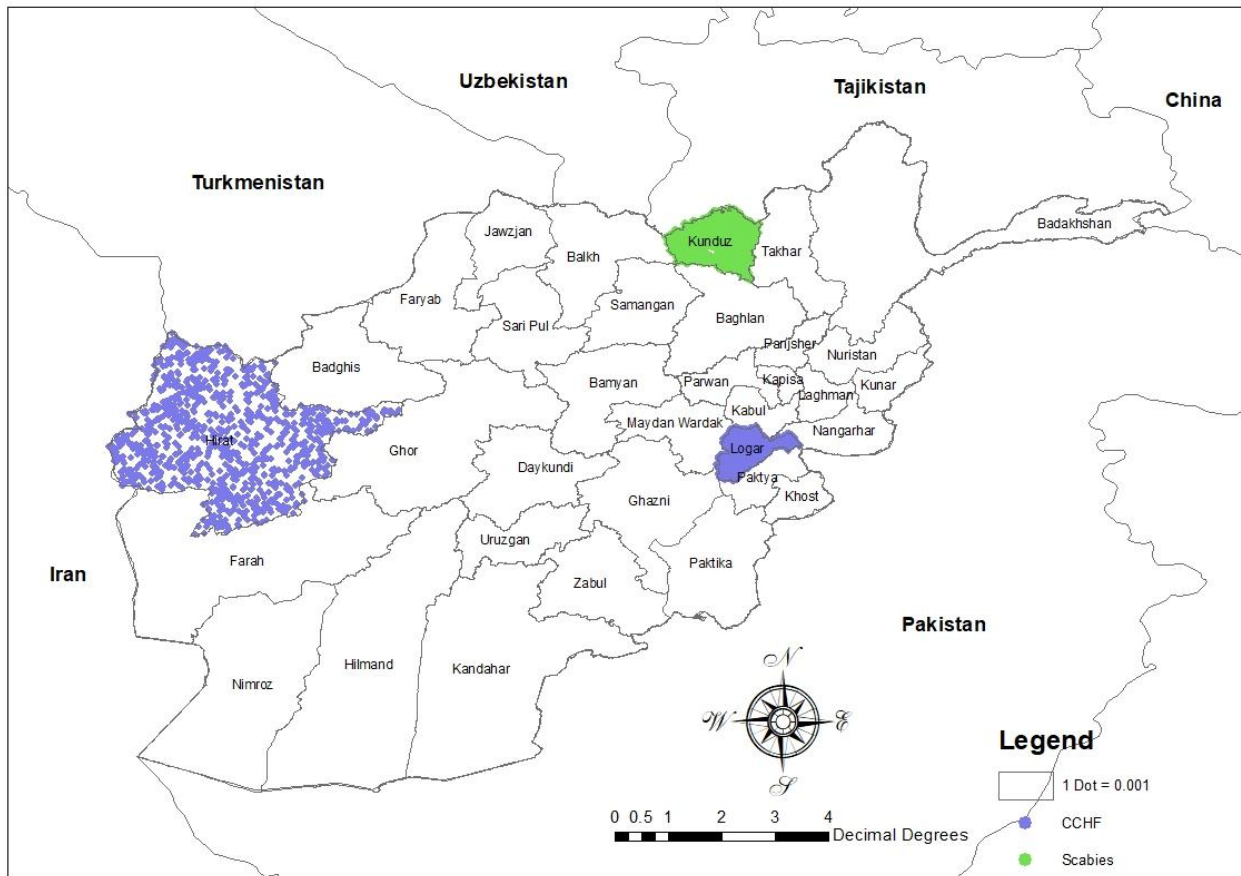 Uzbekistan
Tajikistan
China
Turkmenistan
Badakhshan
Jawzjan
Kunduz
Takhar
Balkh
Faryab
Samangan
Sari Pul
Baghlan
Panjsher
Nuristan
Badghis
Bamyan
Parwan
Kapisa
Kunar
Laghman
Kabul
Maydan Wardak
Nangarhar
Hirat
Ghor
Logar
Daykundi
Paktya
Khost
Ghazni
Uruzgan
Farah
Iran
Zabul
Paktika
Pakistan
Hilmand
Kandahar
Nimroz
N
W
E
S
Legend
1 Dot = 0.001
CCHF
Scabies
0 0.5 1 2 3 4
Decimal Degrees